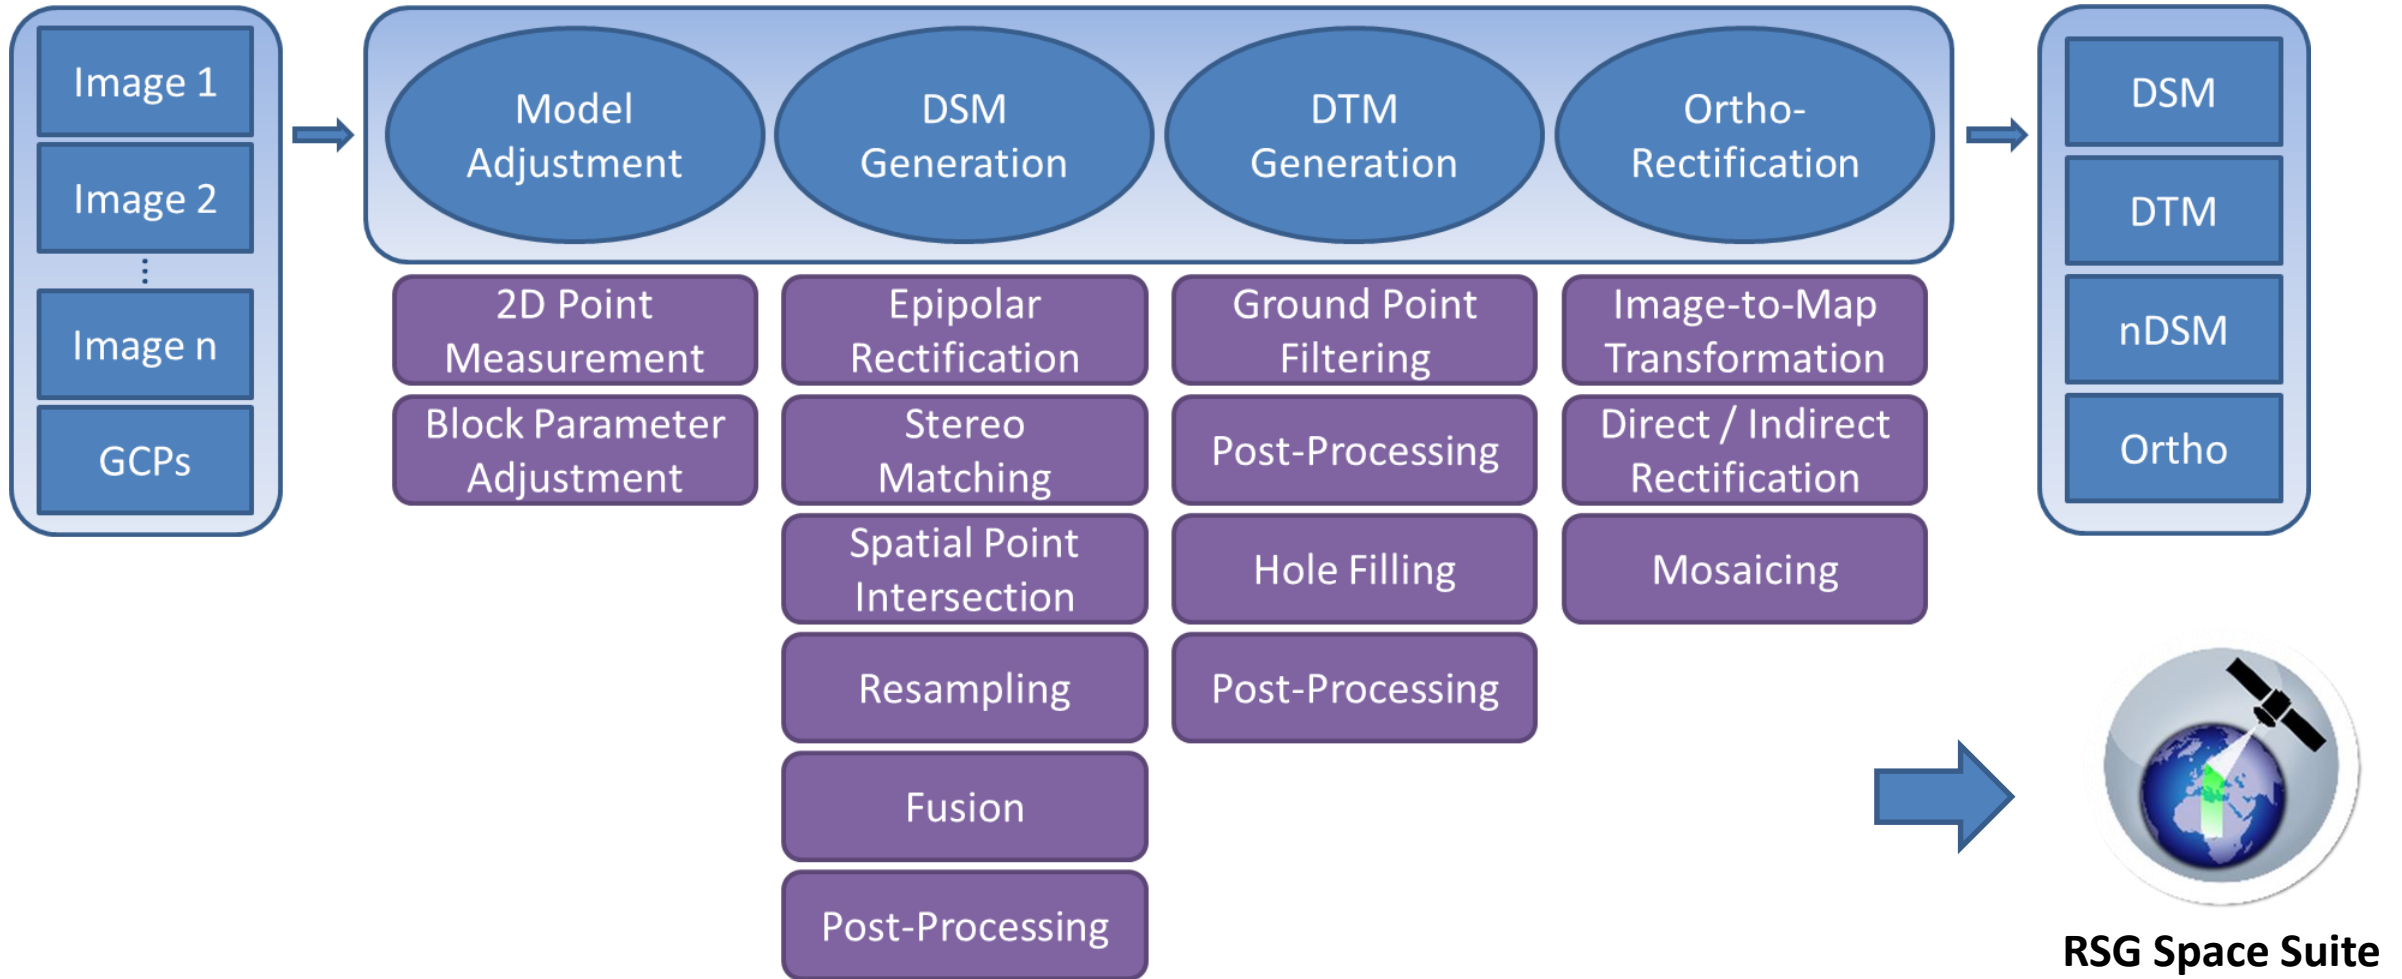 Image 1
Image 2
⋮
Image n
GCPs
Model
Adjustment
DSM
Generation
DTM
Generation
Ortho-
Rectification
2D Point
Measurement
Block Parameter
Adjustment
Epipolar
Rectification
Stereo
Matching
Spatial Point
Intersection
Resampling
Fusion
Post-Processing
Ground Point
Filtering
Post-Processing
Hole Filling
Post-Processing
Image-to-Map
Transformation
Direct / Indirect
Rectification
Mosaicing
DSM
DTM
nDSM
Ortho
RSG Space Suite